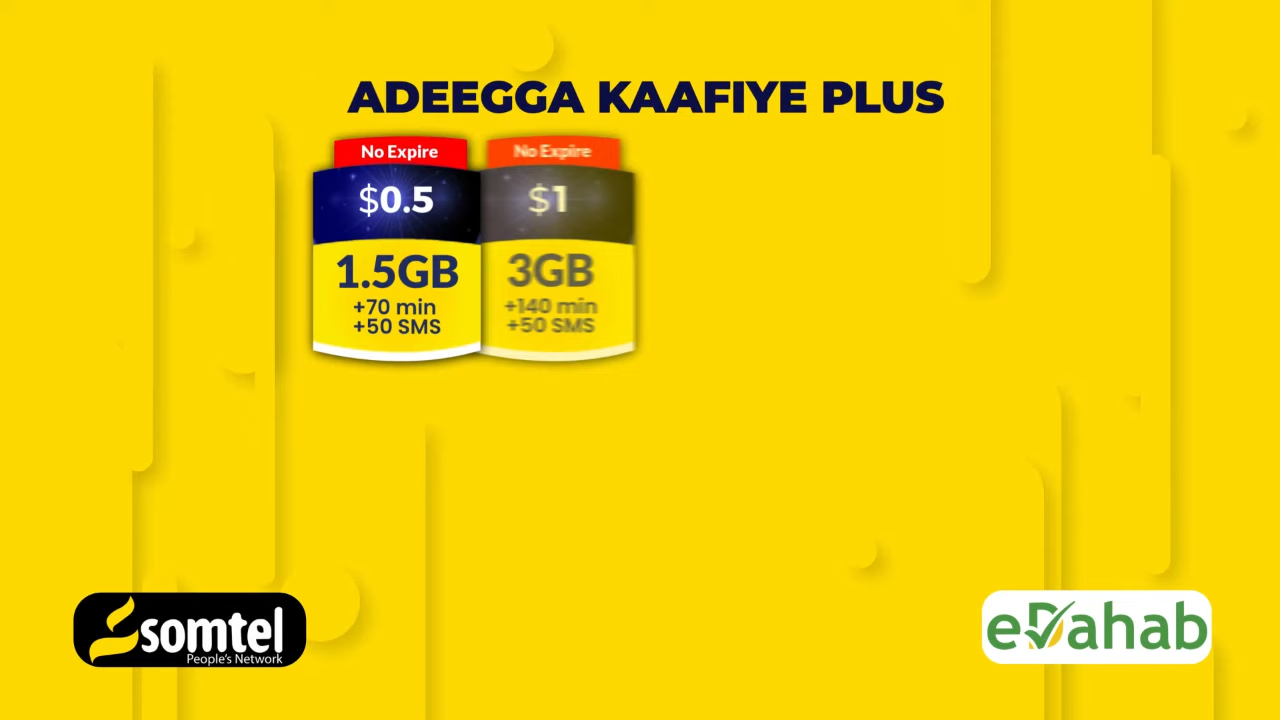 ADEEGGA KAAFIYE PLUS
No Expire
$0.5
1.5GB
+70 min
+50 SMS
No Expire
$1
3GB
+140 min
+50 SMS
somtel
People's Network
eDahab